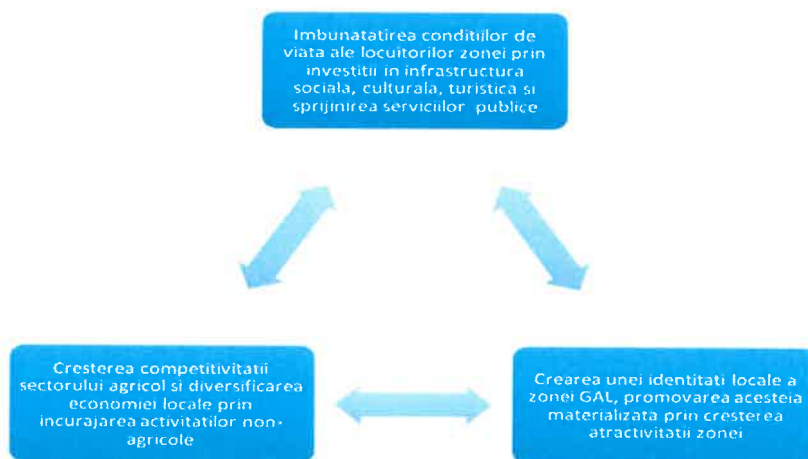 Imbunatatirea conditiilor de
viata ale locuitorilor zonei prin
investitii in infrastructura
sociala, culturala, turistica si
sprijinirea serviciilor publice
Cresterea competitivitatii
sectorului agricol si diversificarea
economiei locale prin
incurajarea activitatilor non-
agricole
Crearea unei identitati locale a
zonei GAL, promovarea acesteia
materializata prin cresterea
atractivitatii zonei